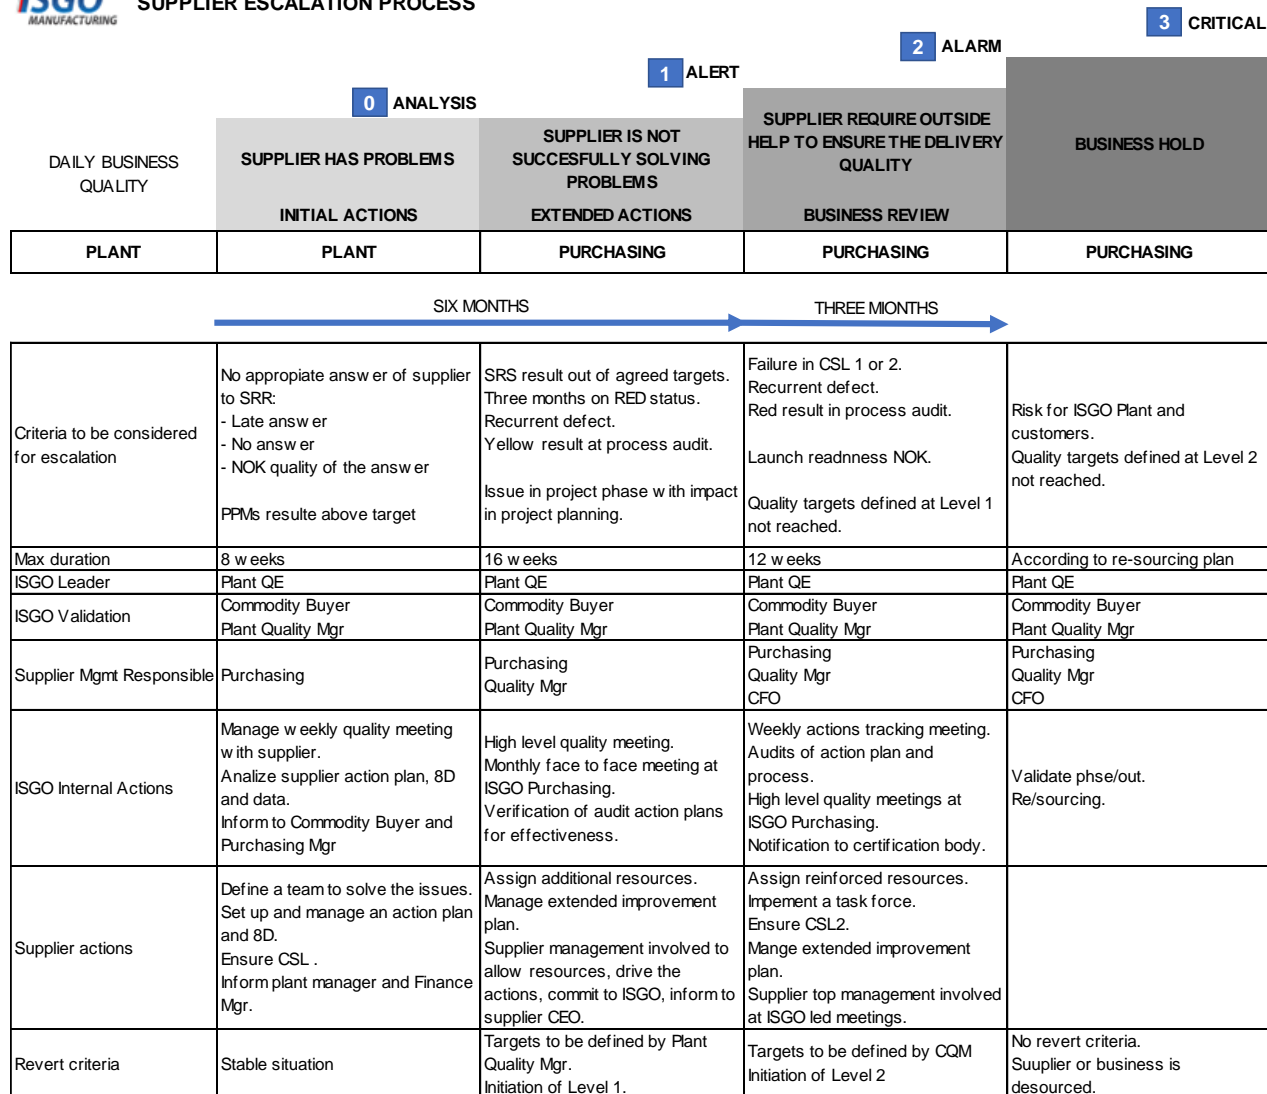 ISGO
MANUFACTURING
SUPPLIER ESCALATION PROCESS
3 CRITICAL
2 ALARM
1 ALERT
0 ANALYSIS
DAILY BUSINESS
QUALITY
SUPPLIER HAS PROBLEMS
INITIAL ACTIONS
SUPPLIER IS NOT
SUCCESFULLY SOLVING
PROBLEMS
EXTENDED ACTIONS
SUPPLIER REQUIRE OUTSIDE
HELP TO ENSURE THE DELIVERY
QUALITY
BUSINESS REVIEW
BUSINESS HOLD
PLANT
PLANT
PURCHASING
PURCHASING
PURCHASING
SIX MONTHS
THREE MIONTHS
Criteria to be considered
for escalation
No appropiate answer of supplier
to SRR:
- Late answer
- No answer
- NOK quality of the answer
PPMs resulte above target
SRS result out of agreed targets.
Three months on RED status.
Recurrent defect.
Yellow result at process audit.
Issue in project phase with impact
in project planning.
Failure in CSL 1 or 2.
Recurrent defect.
Red result in process audit.
Launch readnness NOK.
Quality targets defined at Level 1
not reached.
Risk for ISGO Plant and
customers.
Quality targets defined at Level 2
not reached.
Max duration
8 weeks
16 weeks
12 weeks
According to re-sourcing plan
ISGO Leader
Plant QE
Plant QE
Plant QE
Plant QE
ISGO Validation
Commodity Buyer
Plant Quality Mgr
Commodity Buyer
Plant Quality Mgr
Commodity Buyer
Plant Quality Mgr
Commodity Buyer
Plant Quality Mgr
Supplier Mgmt Responsible
Purchasing
Purchasing
Quality Mgr
Purchasing
Quality Mgr
CFO
Purchasing
Quality Mgr
CFO
ISGO Internal Actions
Manage weekly quality meeting
with supplier.
Analize supplier action plan, 8D
and data.
Inform to Commodity Buyer and
Purchasing Mgr
High level quality meeting.
Monthly face to face meeting at
ISGO Purchasing.
Verification of audit action plans
for effectiveness.
Weekly actions tracking meeting.
Audits of action plan and
process.
High level quality meetings at
ISGO Purchasing.
Notification to certification body.
Validate phse/out.
Re/sourcing.
Supplier actions
Define a team to solve the issues.
Set up and manage an action plan
and 8D.
Ensure CSL .
Inform plant manager and Finance
Mgr.
Assign additional resources.
Manage extended improvement
plan.
Supplier management involved to
allow resources, drive the
actions, commit to ISGO, inform to
supplier CEO.
Assign reinforced resources.
Impement a task force.
Ensure CSL2.
Mange extended improvement
plan.
Supplier top management involved
at ISGO led meetings.
Revert criteria
Stable situation
Targets to be defined by Plant
Quality Mgr.
Initiation of Level 1.
Targets to be defined by CQM
Initiation of Level 2
No revert criteria.
Suuplier or business is
desourced.